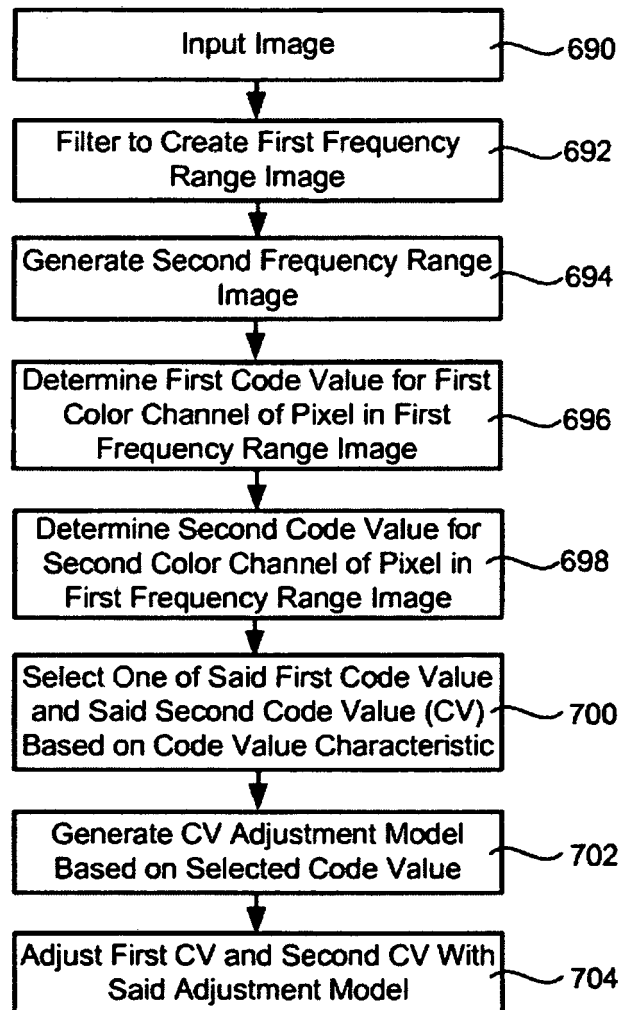 Input Image
690
Filter to Create First Frequency
Range Image
692
Generate Second Frequency Range
Image
694
Determine First Code Value for First
Color Channel of Pixel in First
Frequency Range Image
696
Determine Second Code Value for
Second Color Channel of Pixel in
First Frequency Range Image
698
Select One of Said First Code Value
and Said Second Code Value (CV)
Based on Code Value Characteristic
700
Generate CV Adjustment Model
Based on Selected Code Value
702
Adjust First CV and Second CV With
Said Adjustment Model
704